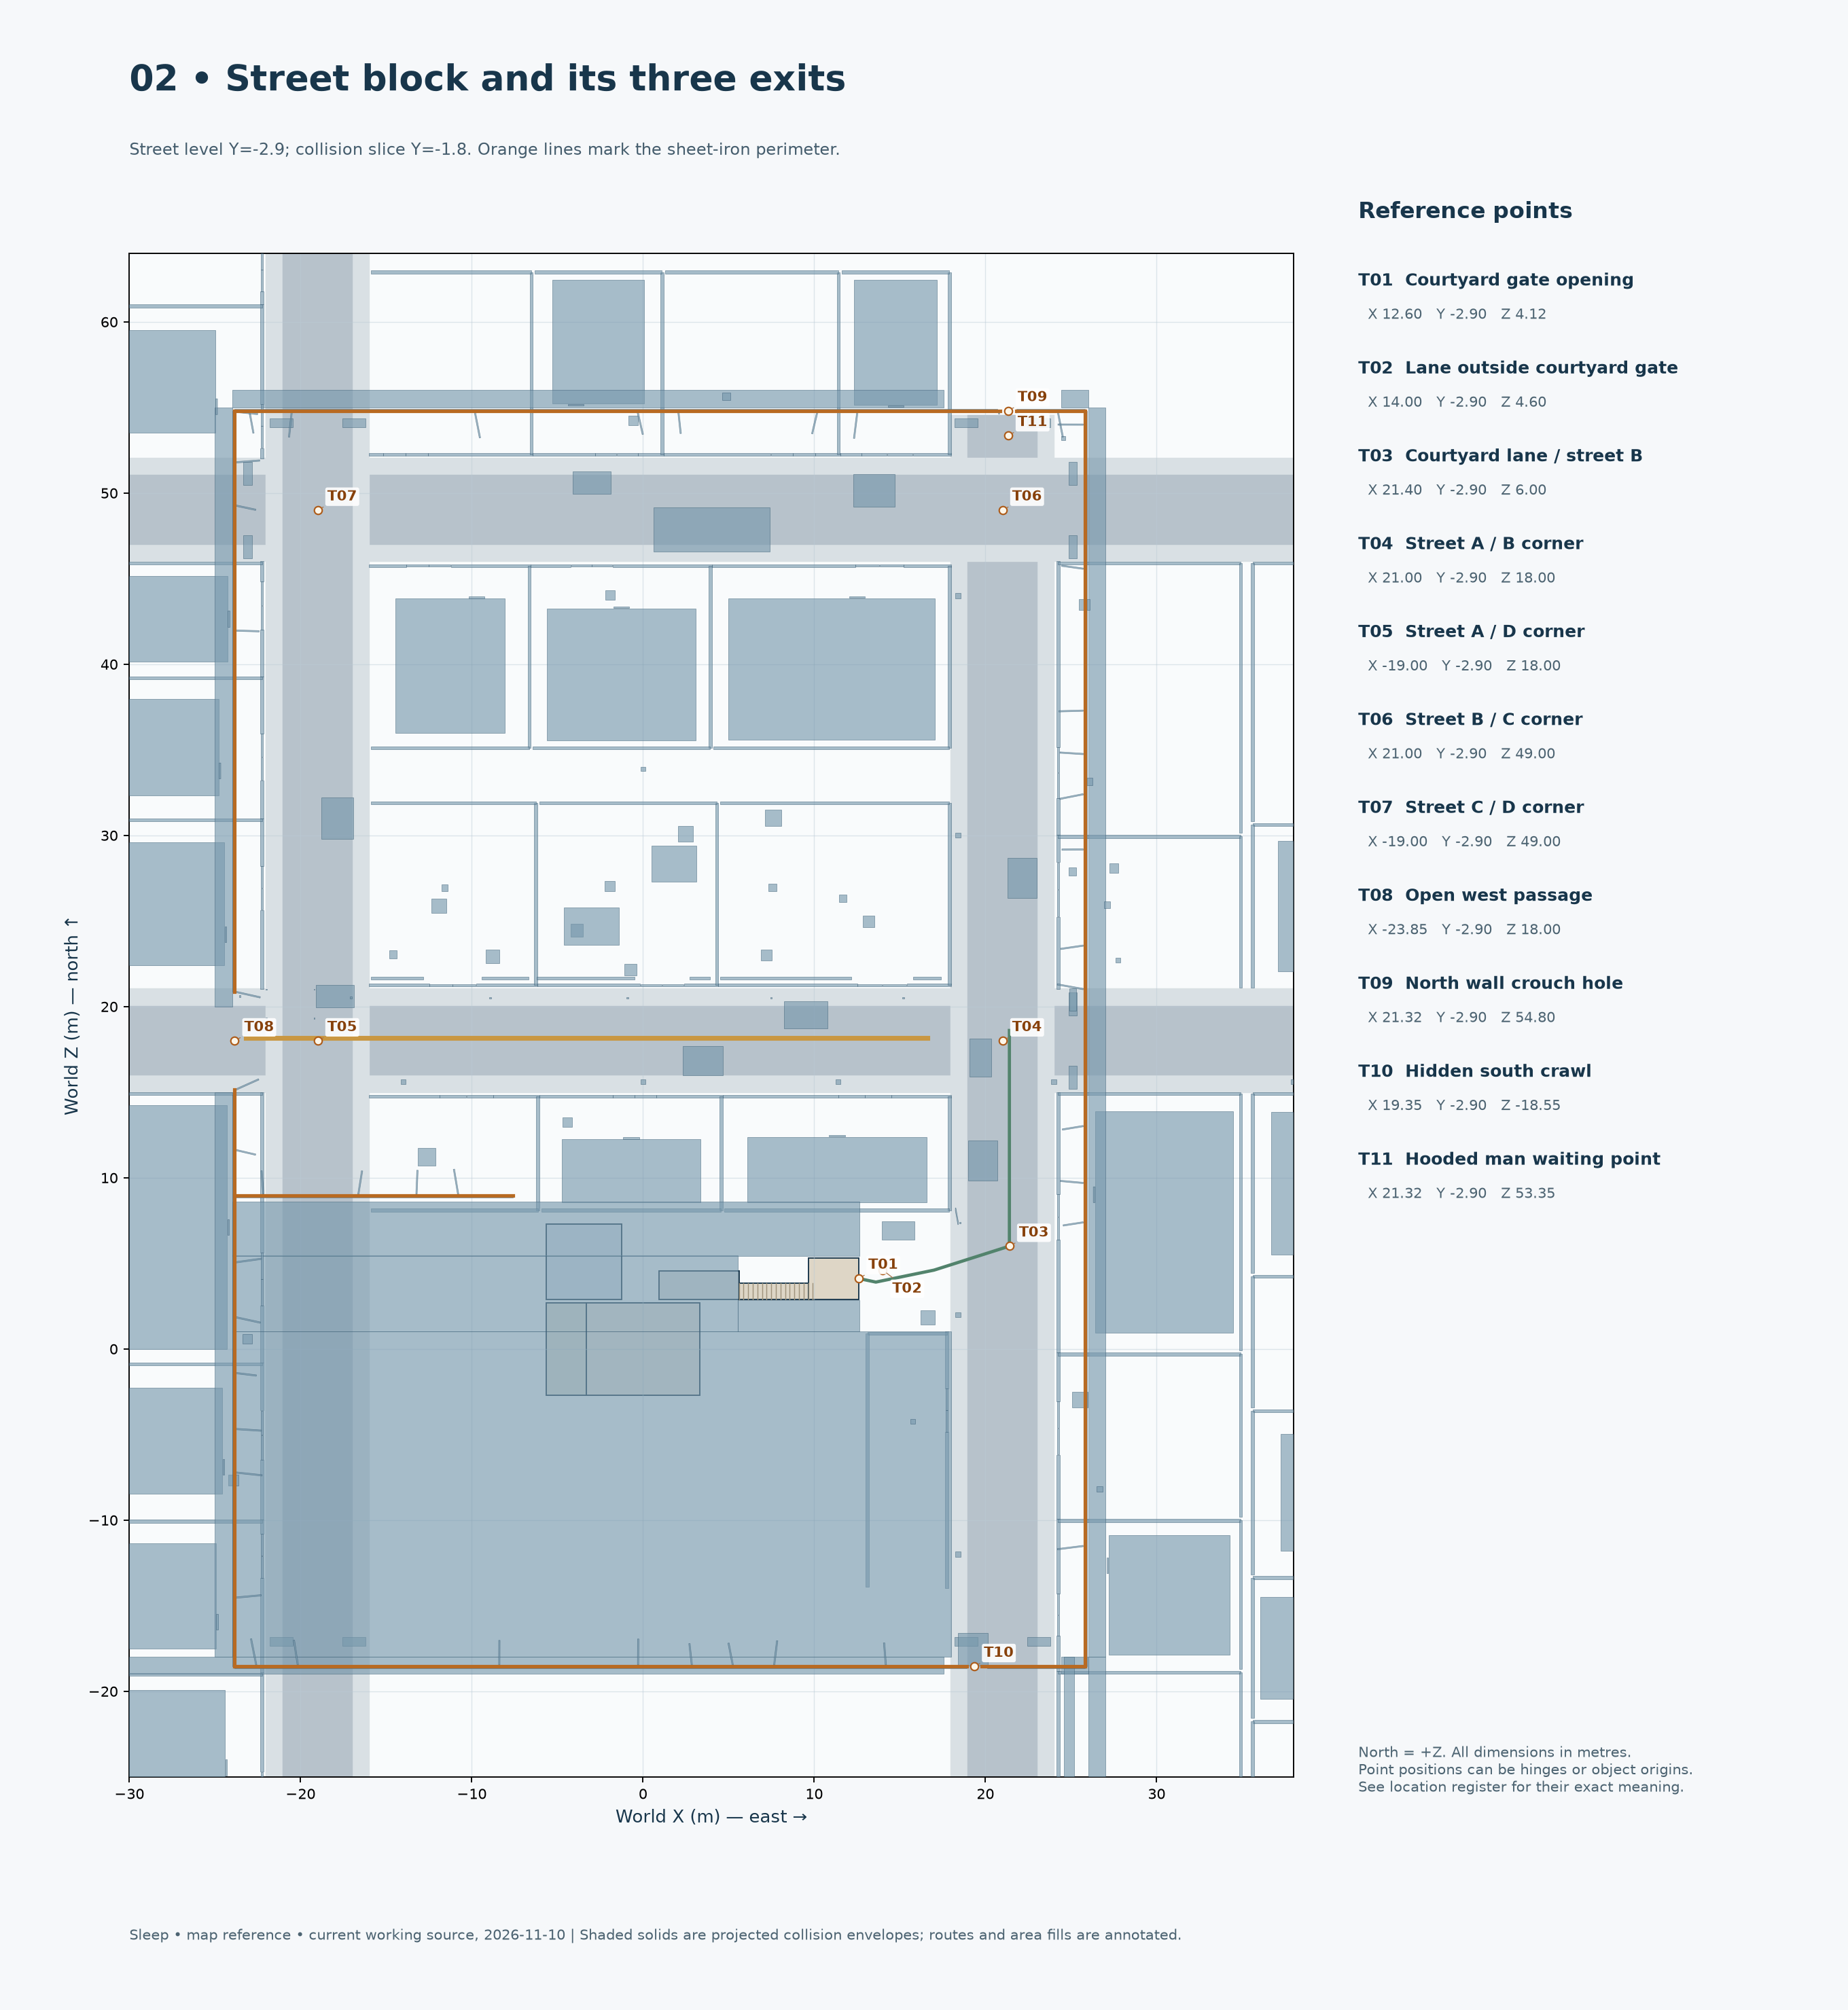 02 • Street block and its three exits
Street level Y=-2.9; collision slice Y=-1.8. Orange lines mark the sheet-iron perimeter.
Reference points
T01 Courtyard gate opening
X 12.60 Y -2.90 Z 4.12
T02 Lane outside courtyard gate
X 14.00 Y -2.90 Z 4.60
T03 Courtyard lane / street B
X 21.40 Y -2.90 Z 6.00
T04 Street A / B corner
X 21.00 Y -2.90 Z 18.00
T05 Street A / D corner
X -19.00 Y -2.90 Z 18.00
T06 Street B / C corner
X 21.00 Y -2.90 Z 49.00
T07 Street C / D corner
X -19.00 Y -2.90 Z 49.00
T08 Open west passage
X -23.85 Y -2.90 Z 18.00
T09 North wall crouch hole
X 21.32 Y -2.90 Z 54.80
T10 Hidden south crawl
X 19.35 Y -2.90 Z -18.55
T11 Hooded man waiting point
X 21.32 Y -2.90 Z 53.35
North = +Z. All dimensions in metres.
Point positions can be hinges or object origins.
See location register for their exact meaning.
World Z (m) — north →
60
50
40
30
20
10
0
−10
−20
T09
T11
T07
T06
T08
T05
T04
T03
T01
T02
T10
−30
−20
−10
0
10
20
30
World X (m) — east →
Sleep • map reference • current working source, 2026-11-10 | Shaded solids are projected collision envelopes; routes and area fills are annotated.